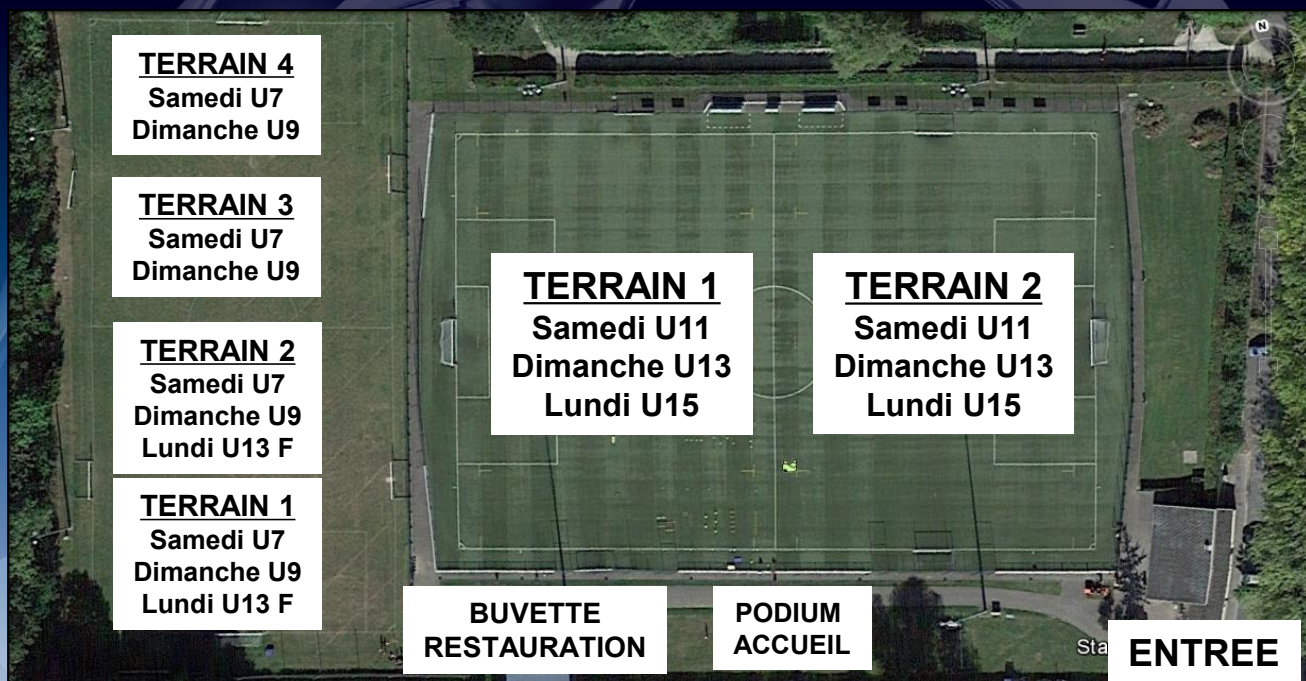 TERRAIN 4
Samedi U7
Dimanche U9
TERRAIN 3
Samedi U7
Dimanche U9
TERRAIN 2
Samedi U7
Dimanche U9
Lundi U13 F
TERRAIN 1
Samedi U7
Dimanche U9
Lundi U13 F
TERRAIN 1
Samedi U11
Dimanche U13
Lundi U15
TERRAIN 2
Samedi U11
Dimanche U13
Lundi U15
BUVETTE
RESTAURATION
PODIUM
ACCUEIL
Sta
ENTREE
N